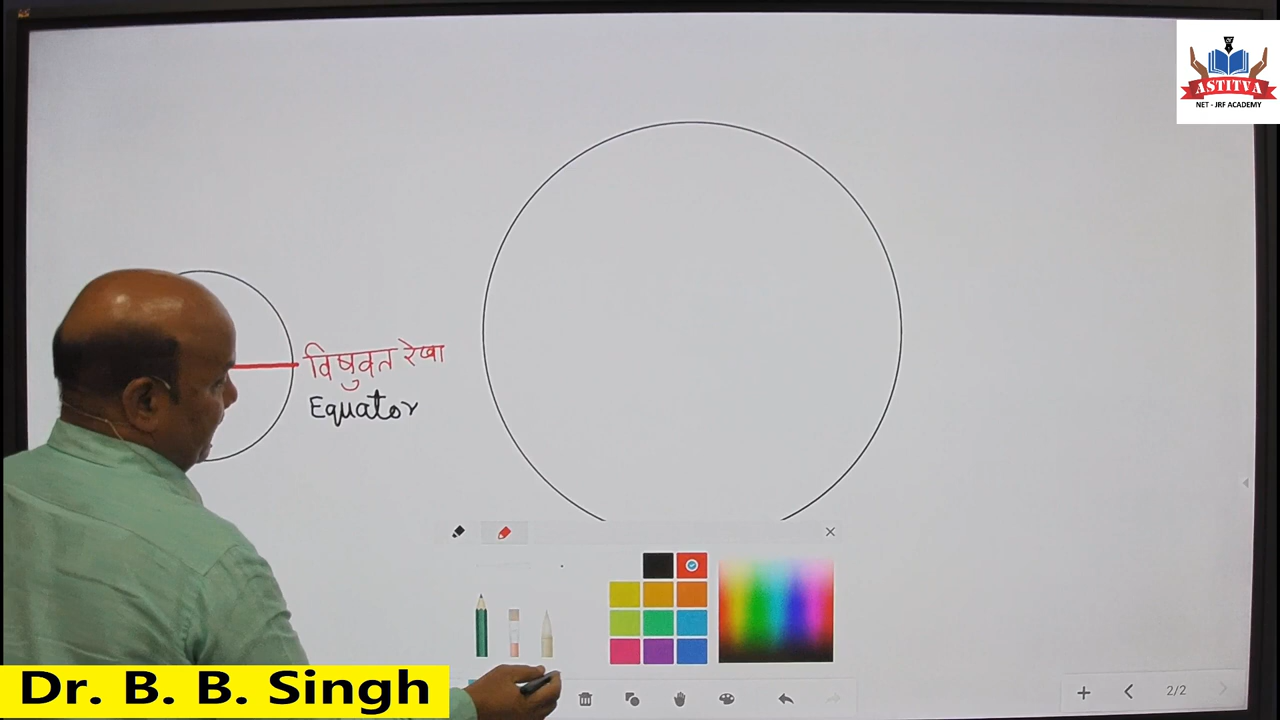 ASTITVA
NET - JRF ACADEMY
विषुवत रेखा
Equator
2/2
Dr. B. B. Singh